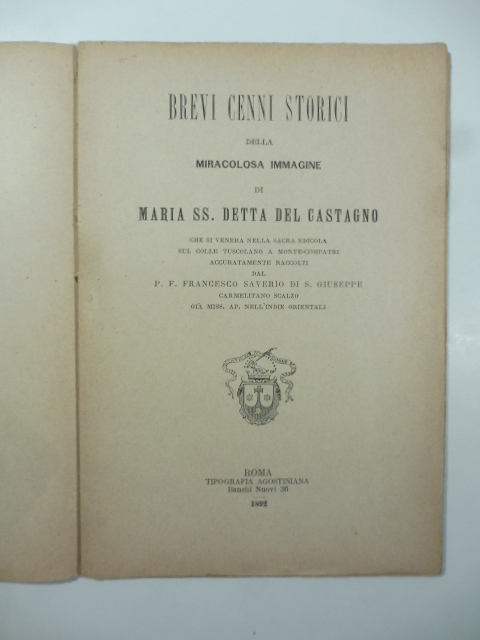 BREVI CENNI STORICI
DELLA
MIRACOLOSA IMMAGINE
DI
MARIA SS. DETTA DEL CASTAGNO
CHE SI VENERA NELLA SACRA EDICOLA
SUL COLLE TUSCOLANO A MONTE-COMPATRI
ACCURATAMENTE RACCOLTI
DAL
P. F. FRANCESCO SAVERIO DI S. GIUSEPPE
CARMELITANO SCALZO
GIÀ MISS. AP. NELL'INDIE ORIENTALI
ROMA
TIPOGRAFIA AGOSTINIANA
Banchi Nuovi 36
1892